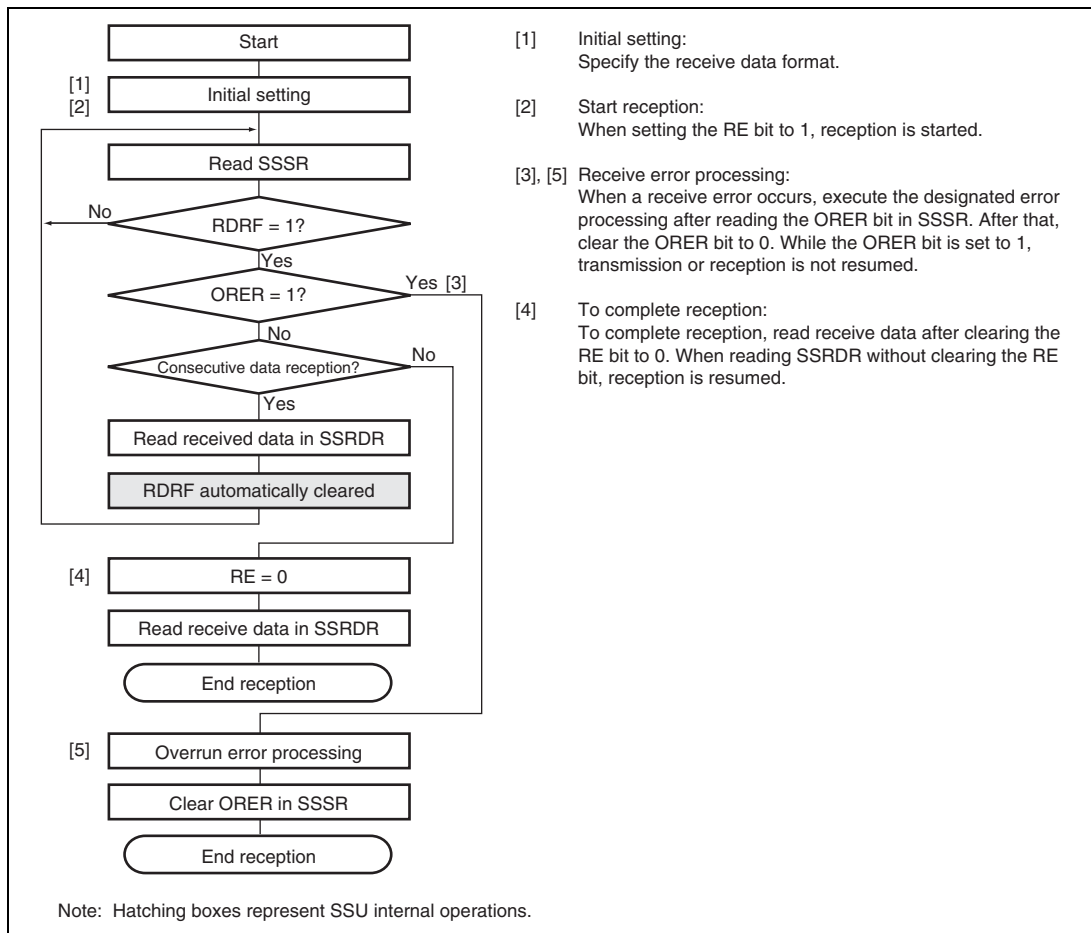 Start
[1]
[2]
Initial setting
Read SSSR
No
RDRF = 1?
Yes
ORER = 1?
Yes [3]
No
Consecutive data reception?
No
Yes
Read received data in SSRDR
RDRF automatically cleared
[4]
RE = 0
Read receive data in SSRDR
End reception
[5]
Overrun error processing
Clear ORER in SSSR
End reception
[1] Initial setting:
Specify the receive data format.
[2] Start reception:
When setting the RE bit to 1, reception is started.
[3], [5] Receive error processing:
When a receive error occurs, execute the designated error
processing after reading the ORER bit in SSSR. After that,
clear the ORER bit to 0. While the ORER bit is set to 1,
transmission or reception is not resumed.
[4] To complete reception:
To complete reception, read receive data after clearing the
RE bit to 0. When reading SSRDR without clearing the RE
bit, reception is resumed.
Note: Hatching boxes represent SSU internal operations.